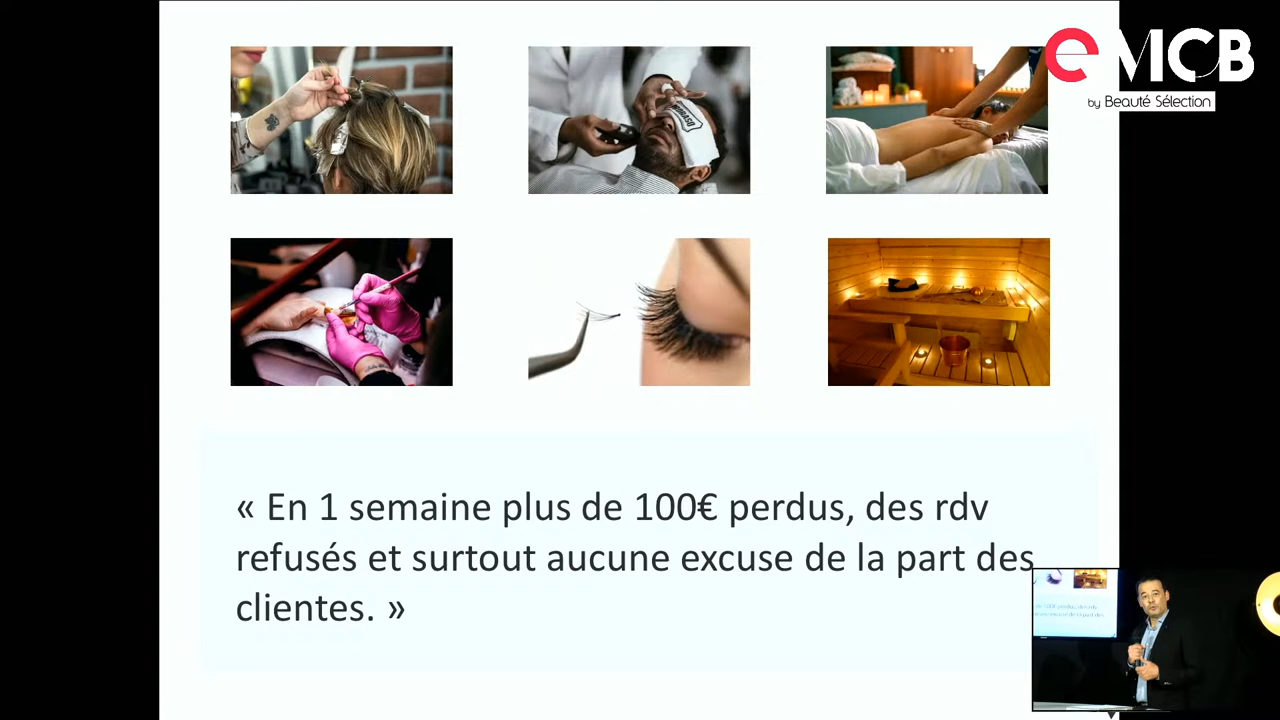 eMCB
by Beauté Sélection
« En 1 semaine plus de 100€ perdus, des rdv
refusés et surtout aucune excuse de la part des
clientes. »